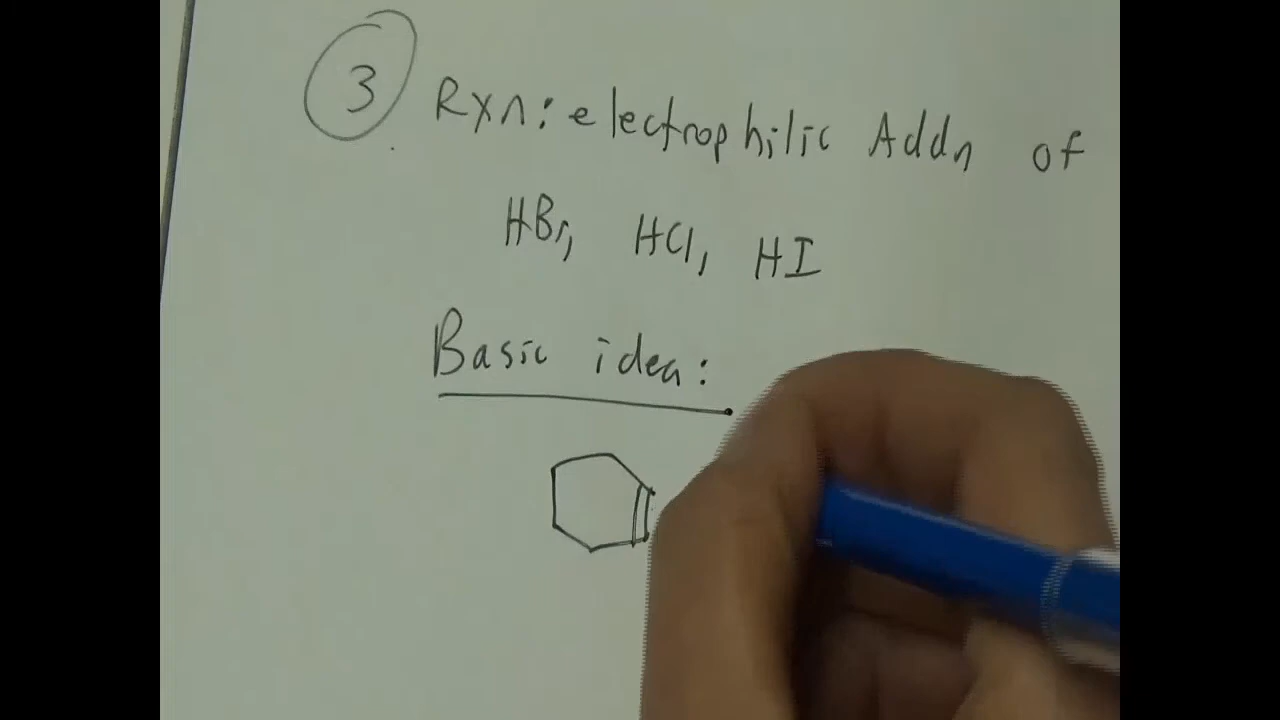 3 Rxn: electrophilic Addn of
HBr, HCl, HI
Basic idea: